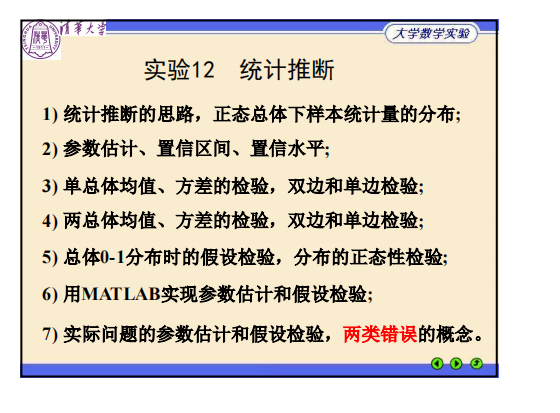 清华大学
大学数学实验
实验12 统计推断
1) 统计推断的思路，正态总体下样本统计量的分布;
2) 参数估计、置信区间、置信水平;
3) 单总体均值、方差的检验，双边和单边检验;
4) 两总体均值、方差的检验，双边和单边检验;
5) 总体0-1分布时的假设检验，分布的正态性检验;
6) 用MATLAB实现参数估计和假设检验;
7) 实际问题的参数估计和假设检验，两类错误的概念。